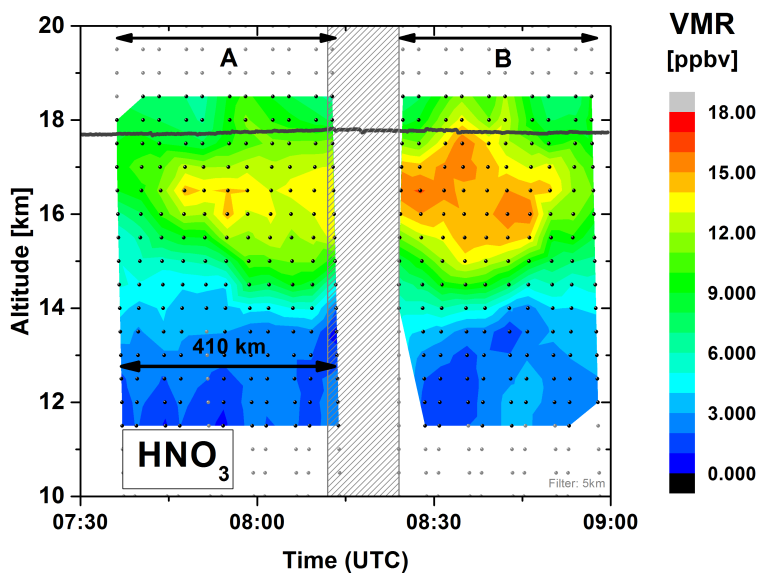 VMR
[ppbv]
A
B
20
18
16
14
12
10
Altitude [km]
410 km
HNO₃
Filter: 5km
07:30
08:00
08:30
09:00
Time (UTC)
18.00
15.00
12.00
9.000
6.000
3.000
0.000